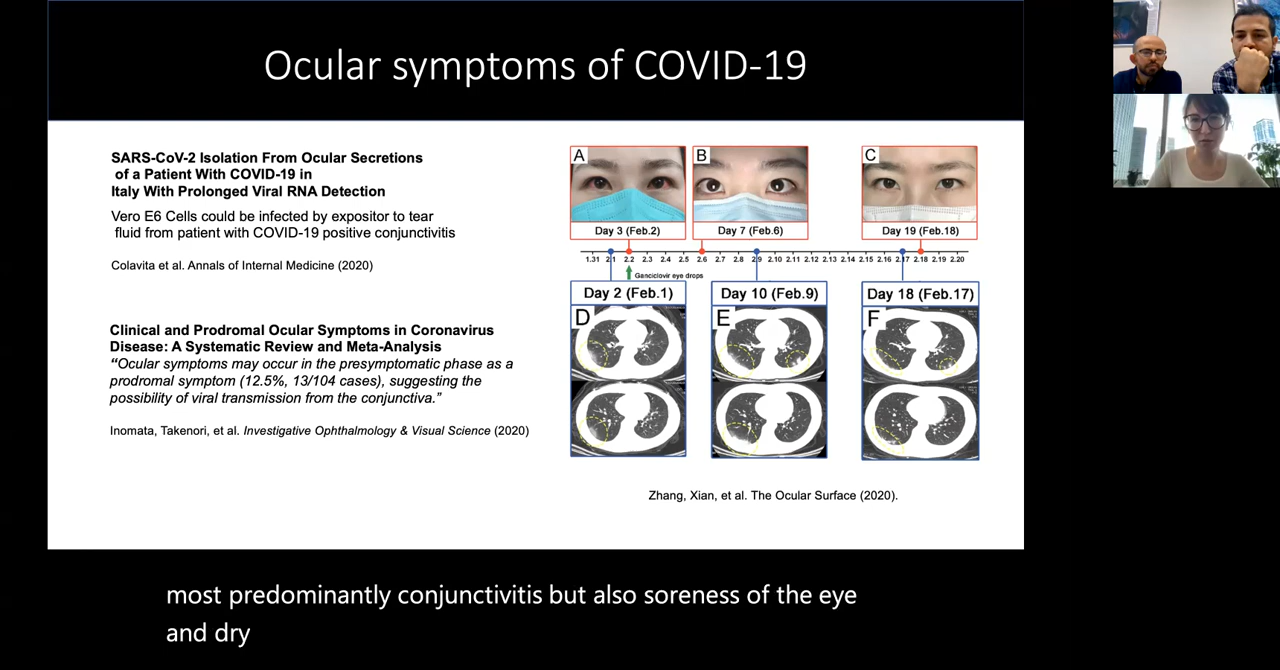 Ocular symptoms of COVID-19
SARS-CoV-2 Isolation From Ocular Secretions
of a Patient With COVID-19 in
Italy With Prolonged Viral RNA Detection
Vero E6 Cells could be infected by expositor to tear
fluid from patient with COVID-19 positive conjunctivitis
Colavita et al. Annals of Internal Medicine (2020)
Clinical and Prodromal Ocular Symptoms in Coronavirus
Disease: A Systematic Review and Meta-Analysis
“Ocular symptoms may occur in the presymptomatic phase as a
prodromal symptom (12.5%, 13/104 cases), suggesting the
possibility of viral transmission from the conjunctiva.”
Inomata, Takenori, et al. Investigative Ophthalmology & Visual Science (2020)
A B C
Day 3 (Feb.2) Day 7 (Feb.6) Day 19 (Feb.18)
1.31 2.1 2.2 2.3 2.4 2.5 2.6 2.7 2.8 2.9 2.10 2.11 2.12 2.13 2.14 2.15 2.16 2.17 2.18 2.19 2.20
Ganciclovir eye drops
Day 2 (Feb.1) Day 10 (Feb.9) Day 18 (Feb.17)
D E F
Zhang, Xian, et al. The Ocular Surface (2020).
most predominantly conjunctivitis but also soreness of the eye
and dry